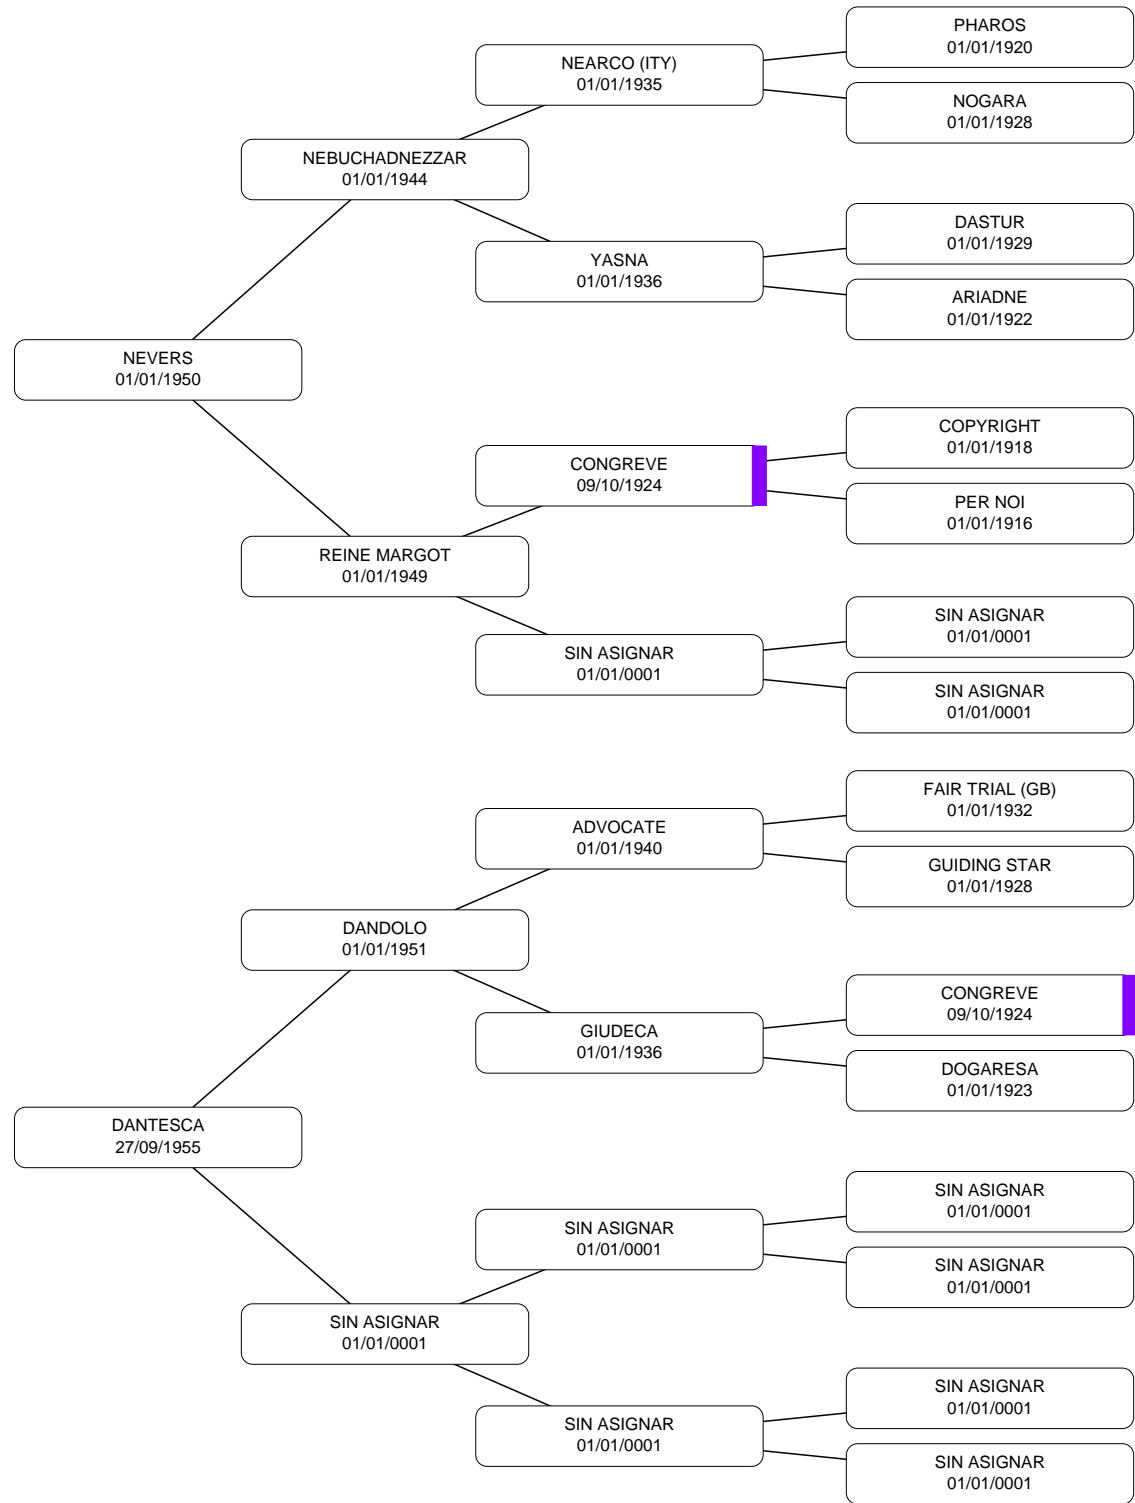 PHAROS
01/01/1920
NEARCO (ITY)
01/01/1935
NOGARA
01/01/1928
NEBUCHADNEZZAR
01/01/1944
DASTUR
01/01/1929
YASNA
01/01/1936
ARIADNE
01/01/1922
NEVERS
01/01/1950
COPYRIGHT
01/01/1918
CONGREVE
09/10/1924
PER NOI
01/01/1916
REINE MARGOT
01/01/1949
SIN ASIGNAR
01/01/0001
SIN ASIGNAR
01/01/0001
SIN ASIGNAR
01/01/0001
FAIR TRIAL (GB)
01/01/1932
ADVOCATE
01/01/1940
GUIDING STAR
01/01/1928
DANDOLO
01/01/1951
CONGREVE
09/10/1924
GIUDECA
01/01/1936
DOGARESA
01/01/1923
DANTESCA
27/09/1955
SIN ASIGNAR
01/01/0001
SIN ASIGNAR
01/01/0001
SIN ASIGNAR
01/01/0001
SIN ASIGNAR
01/01/0001
SIN ASIGNAR
01/01/0001
SIN ASIGNAR
01/01/0001
SIN ASIGNAR
01/01/0001